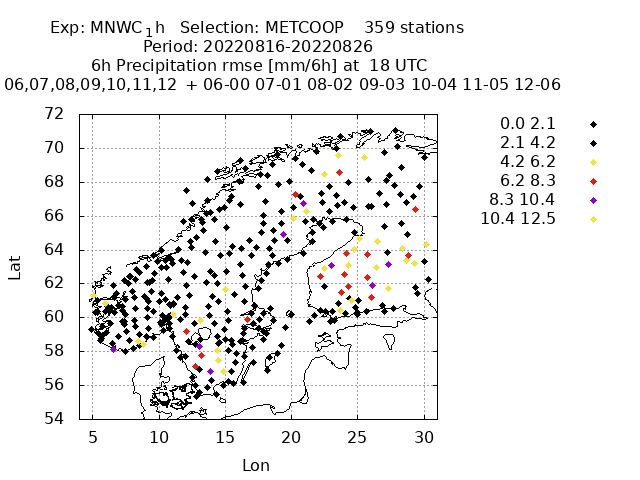 Exp: MNWC1h   Selection: METCOOP    359 stations
Period: 20220816-20220826
6h Precipitation rmse [mm/6h] at  18 UTC
06,07,08,09,10,11,12  + 06-00 07-01 08-02 09-03 10-04 11-05 12-06
72
70
68
66
64
62
60
58
56
54
Lat
5 10 15 20 25 30
Lon
0.0 2.1
2.1 4.2
4.2 6.2
6.2 8.3
8.3 10.4
10.4 12.5